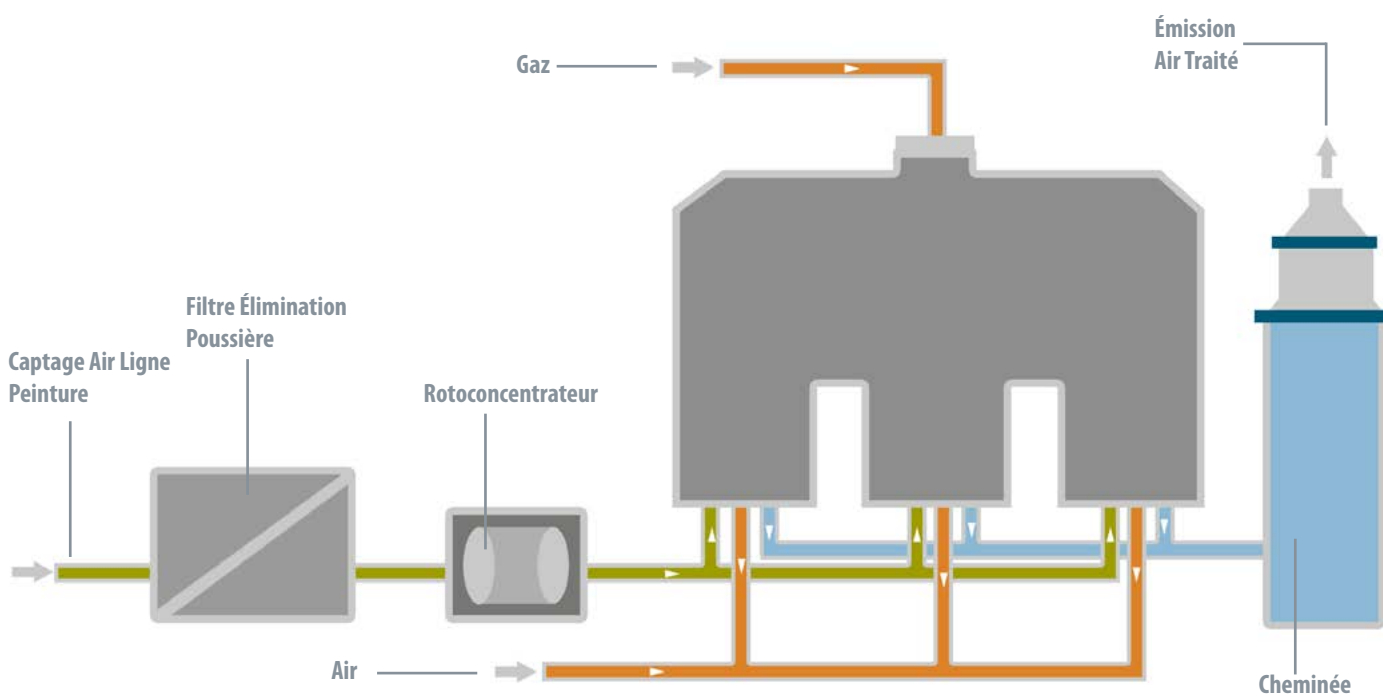 Émission
Air Traité
Gaz
Filtre Élimination
Poussière
Captage Air Ligne
Peinture
Rotoconcentrateur
Air
Cheminée